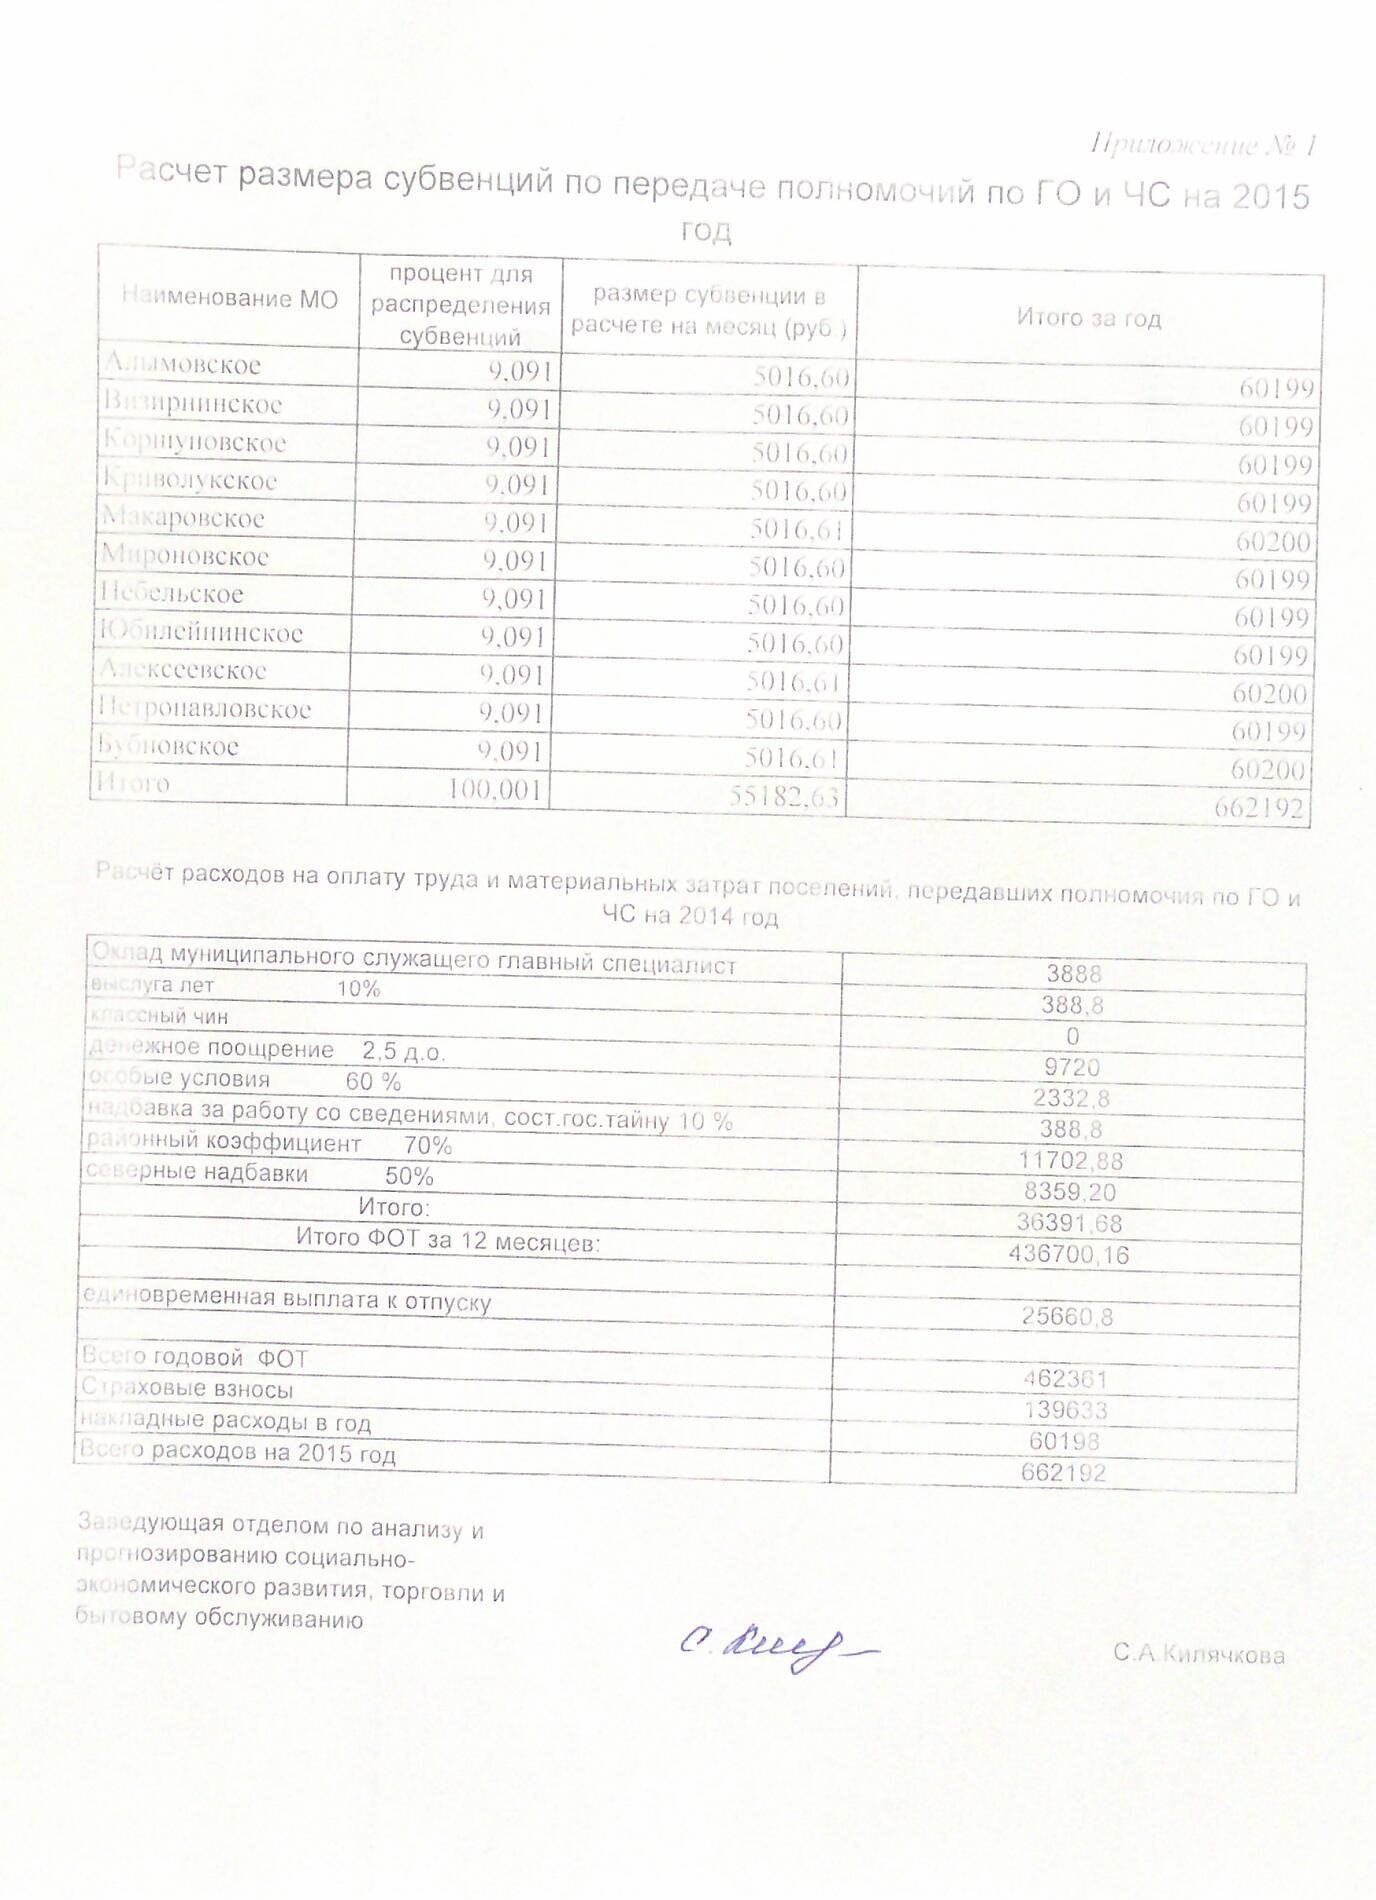 Приложение № 1
Расчет размера субвенций по передаче полномочий по ГО и ЧС на 2015
год
Наименование МО | процент для распределения субвенций | размер субвенции в расчете на месяц (руб.) | Итого за год
Алымовское 9,091 5016,60 60199
Визирнинское 9,091 5016,60 60199
Коршуновское 9,091 5016,60 60199
Криволукское 9,091 5016,60 60199
Макаровское 9,091 5016,61 60200
Мироновское 9,091 5016,60 60199
Небельское 9,091 5016,60 60199
Юбилейнинское 9,091 5016,60 60199
Алексеевское 9,091 5016,61 60200
Петропавловское 9,091 5016,60 60199
Бубновское 9,091 5016,61 60200
Итого 100,001 55182,63 662192
Расчёт расходов на оплату труда и материальных затрат поселений, передавших полномочия по ГО и
ЧС на 2014 год
Оклад муниципального служащего главный специалист 3888
выслуга лет 10% 388,8
классный чин 0
денежное поощрение 2,5 д.о. 9720
особые условия 60 % 2332,8
надбавка за работу со сведениями, сост.гос.тайну 10 % 388,8
районный коэффициент 70% 11702,88
северные надбавки 50% 8359,20
Итого: 36391,68
Итого ФОТ за 12 месяцев: 436700,16
единовременная выплата к отпуску 25660,8
Всего годовой ФОТ 462361
Страховые взносы 139633
накладные расходы в год 60198
Всего расходов на 2015 год 662192
Заведующая отделом по анализу и
прогнозированию социально-
экономического развития, торговли и
бытовому обслуживанию
С.А.Килячкова